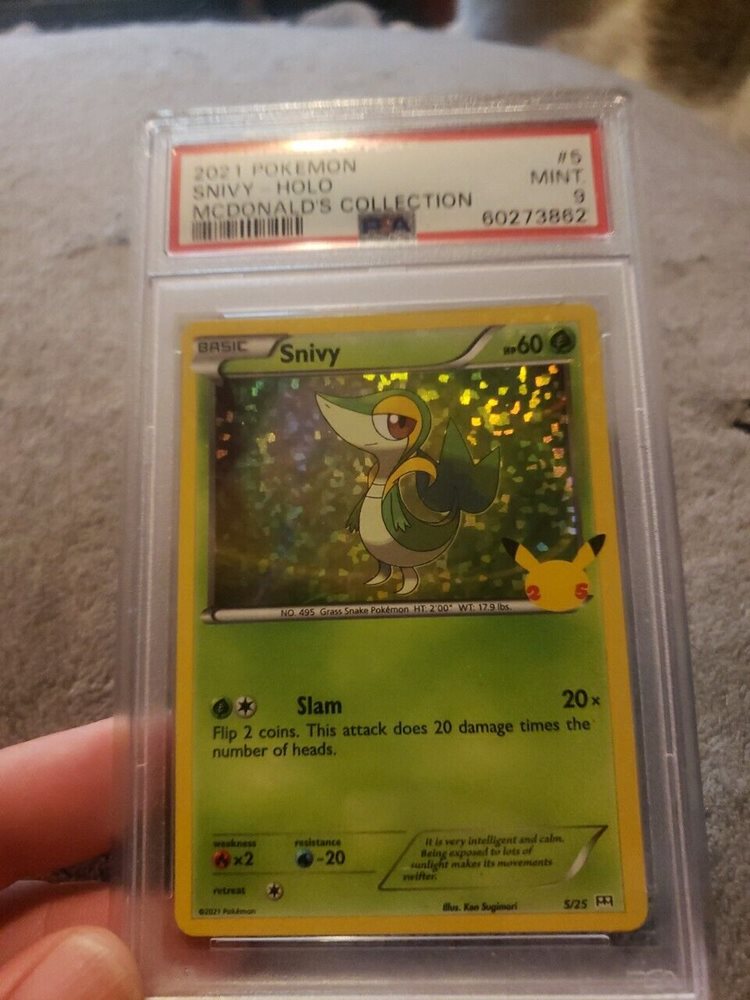 2021 POKEMON #5
SNIVY - HOLO MINT
MCDONALD'S COLLECTION 9
PSA 60273862
BASIC Snivy HP60
25
NO. 495 Grass Snake Pokémon HT: 2'00" WT: 17.9 lbs.
Slam 20×
Flip 2 coins. This attack does 20 damage times the
number of heads.
weakness resistance
×2 -20
retreat
It is very intelligent and calm.
Being exposed to lots of
sunlight makes its movements
swifter.
©2021 Pokémon Illus. Ken Sugimori 5/25